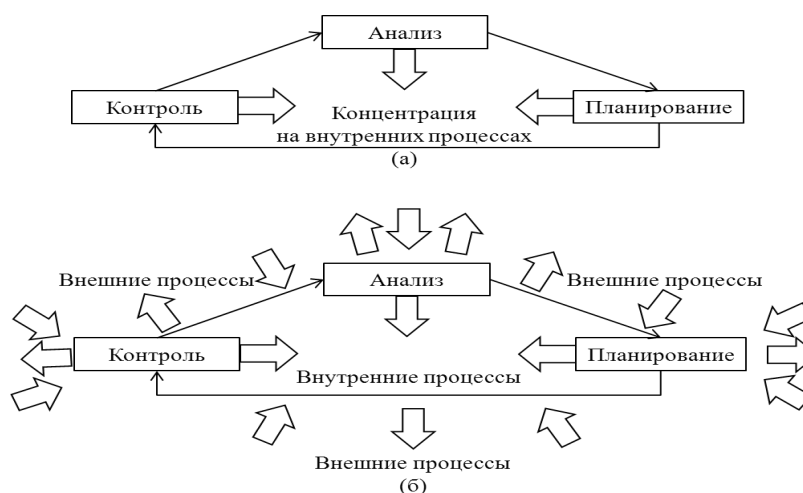 Анализ
Контроль
Планирование
Концентрация
на внутренних процессах
(а)
Внешние процессы
Анализ
Внешние процессы
Контроль
Планирование
Внутренние процессы
Внешние процессы
(б)